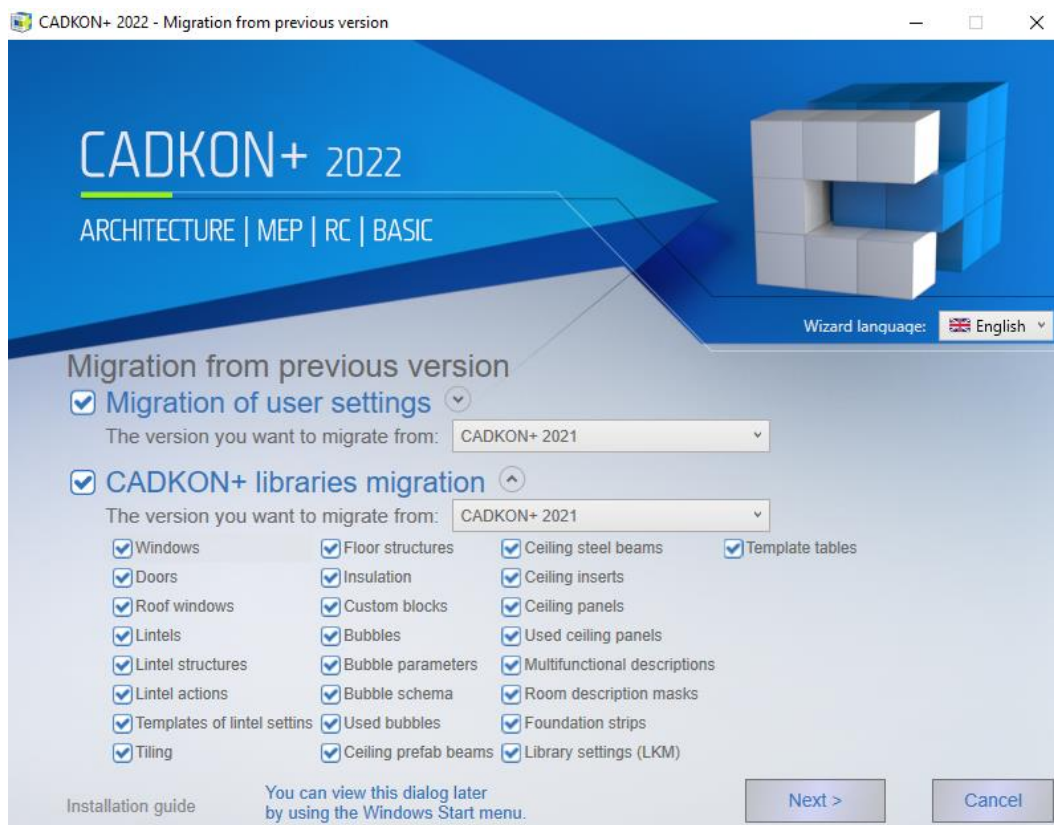 CADKON+ 2022 - Migration from previous version
CADKON+ 2022
ARCHITECTURE | MEP | RC | BASIC
Wizard language:
English
Migration from previous version
Migration of user settings
The version you want to migrate from: CADKON+ 2021
CADKON+ libraries migration
The version you want to migrate from: CADKON+ 2021
Windows Floor structures Ceiling steel beams Template tables
Doors Insulation Ceiling inserts
Roof windows Custom blocks Ceiling panels
Lintels Bubbles Used ceiling panels
Lintel structures Bubble parameters Multifunctional descriptions
Lintel actions Bubble schema Room description masks
Templates of lintel settins Used bubbles Foundation strips
Tiling Ceiling prefab beams Library settings (LKM)
Installation guide
You can view this dialog later
by using the Windows Start menu.
Next >
Cancel